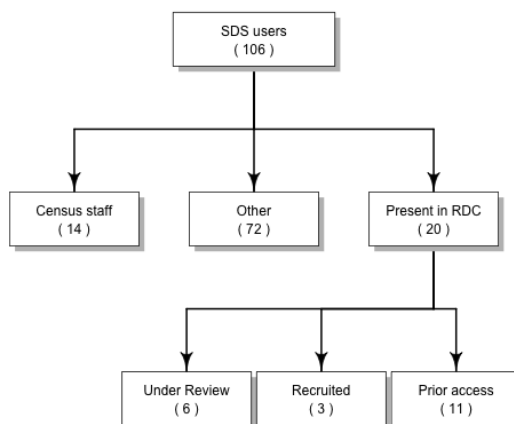 SDS users
( 106 )
Census staff
( 14 )
Other
( 72 )
Present in RDC
( 20 )
Under Review
( 6 )
Recruited
( 3 )
Prior access
( 11 )